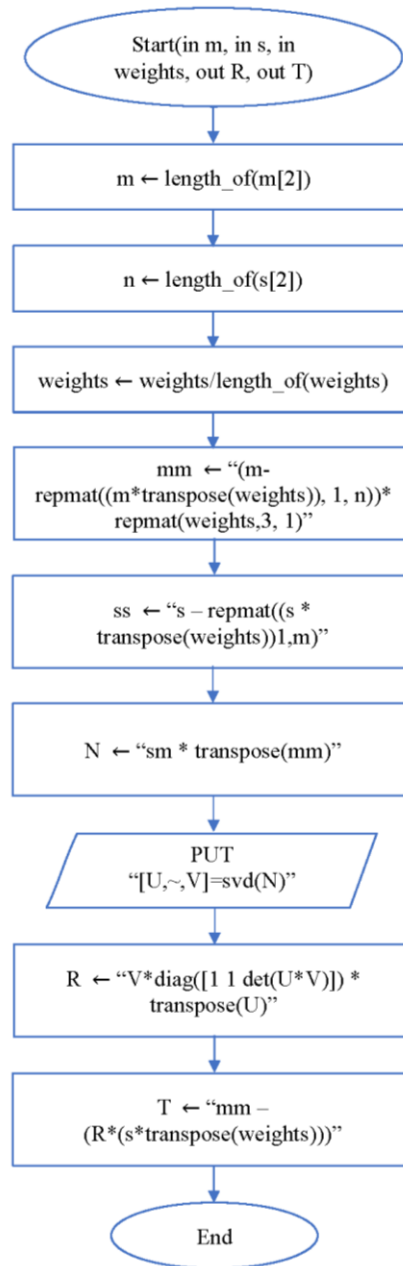 Start(in m, in s, in
weights, out R, out T)
m ← length_of(m[2])
n ← length_of(s[2])
weights ← weights/length_of(weights)
mm ← “(m-
repmat((m*transpose(weights)), 1, n))*
repmat(weights,3, 1)”
ss ← “s – repmat((s *
transpose(weights))1,m)”
N ← “sm * transpose(mm)”
PUT
“[U,~,V]=svd(N)”
R ← “V*diag([1 1 det(U*V)]) *
transpose(U)”
T ← “mm –
(R*(s*transpose(weights)))”
End